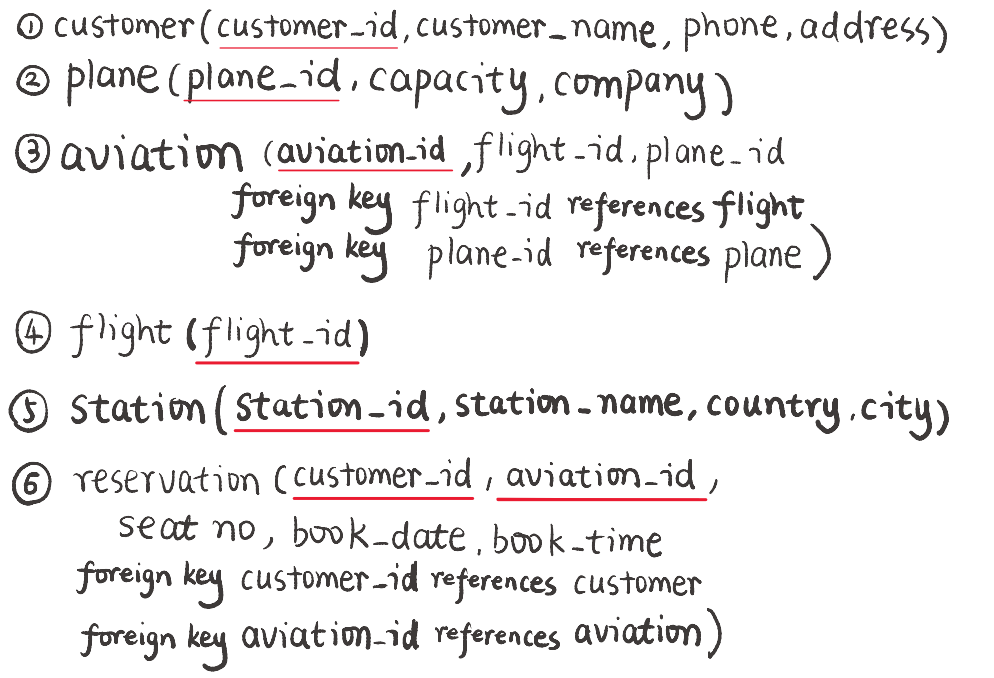 ① customer(customer_id, customer_name, phone, address)
② plane (plane_id, capacity, company)
③ aviation (aviation_id, flight_id, plane_id
foreign key flight_id references flight
foreign key plane_id references plane)
④ flight (flight_id)
⑤ station (station_id, station_name, country, city)
⑥ reservation (customer_id, aviation_id,
seat no, book_date, book_time
foreign key customer_id references customer
foreign key aviation_id references aviation)